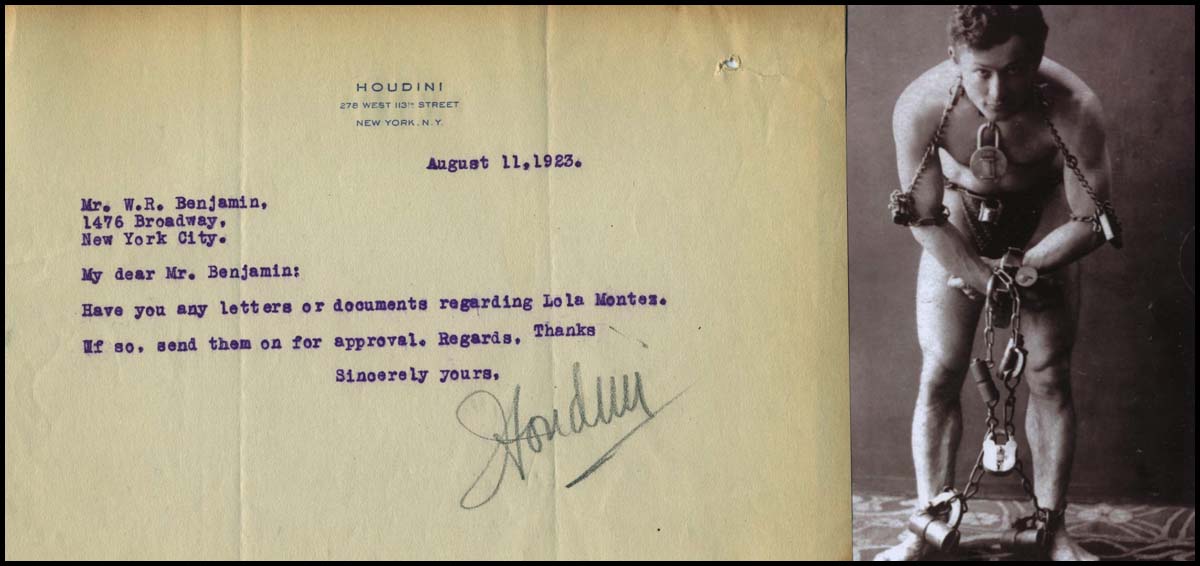 HOUDINI
278 WEST 113TH STREET
NEW YORK, N.Y.
August 11,1923.
Mr. W.R. Benjamin,
1476 Broadway,
New York City.
My dear Mr. Benjamin:
Have you any letters or documents regarding Lola Montez.
If so, send them on for approval. Regards, Thanks
Sincerely yours,
Houdini